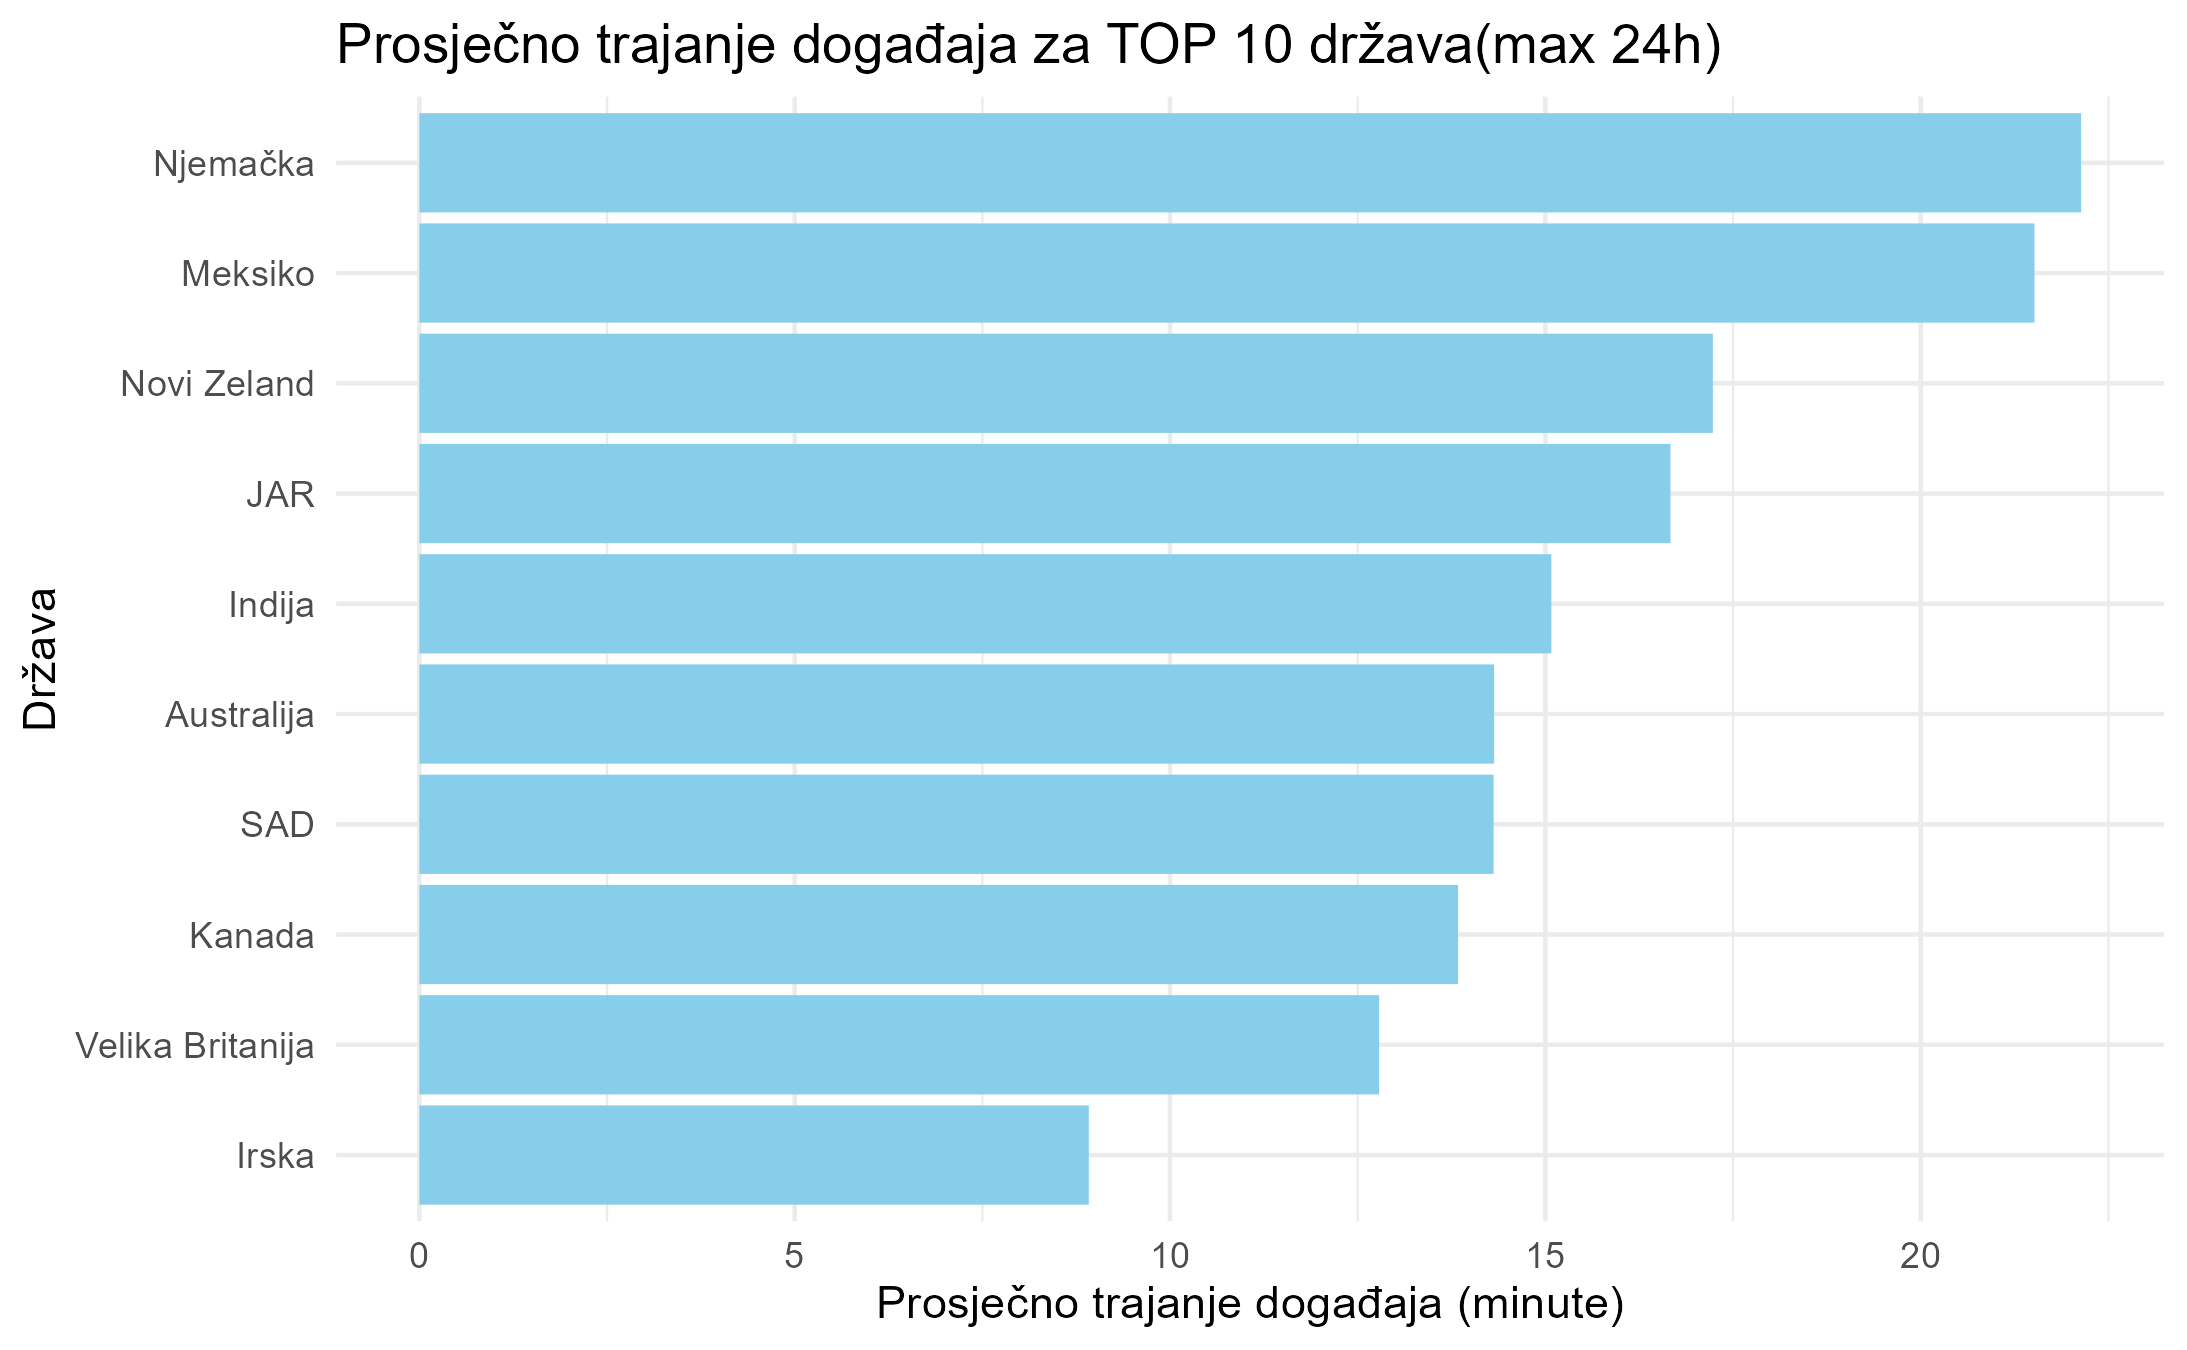 Prosječno trajanje događaja za TOP 10 država(max 24h)
Država
Njemačka
Meksiko
Novi Zeland
JAR
Indija
Australija
SAD
Kanada
Velika Britanija
Irska
0 5 10 15 20
Prosječno trajanje događaja (minute)